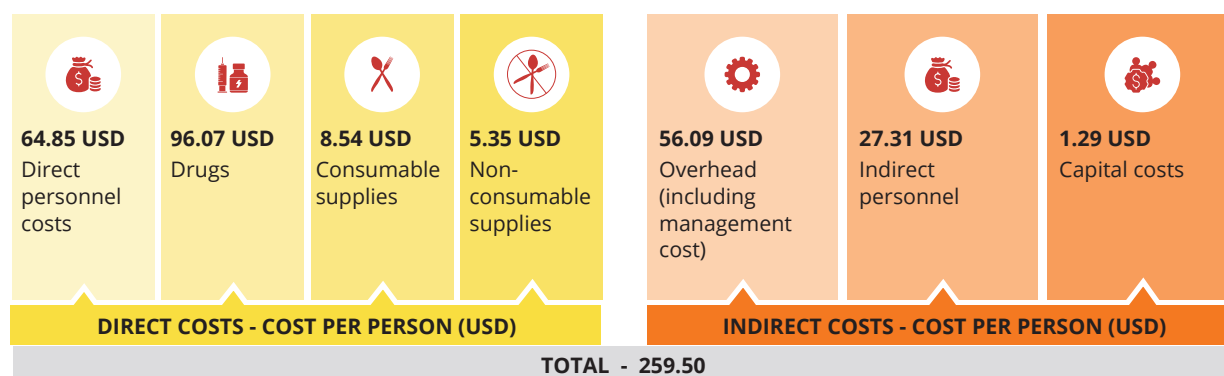 64.85 USD
Direct
personnel
costs
96.07 USD
Drugs
8.54 USD
Consumable
supplies
5.35 USD
Non-
consumable
supplies
DIRECT COSTS - COST PER PERSON (USD)
56.09 USD
Overhead
(including
management
cost)
27.31 USD
Indirect
personnel
1.29 USD
Capital costs
INDIRECT COSTS - COST PER PERSON (USD)
TOTAL - 259.50